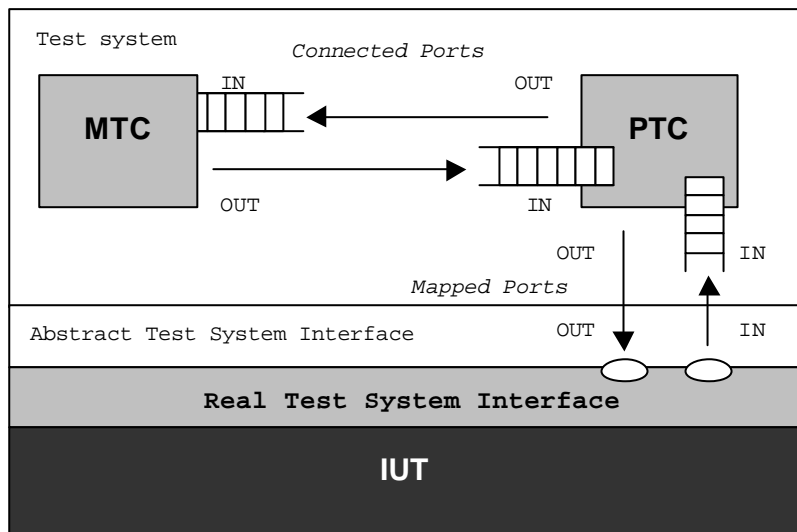 Test system
Connected Ports
IN
OUT
MTC
PTC
OUT
IN
OUT
IN
Mapped Ports
Abstract Test System Interface
OUT
IN
Real Test System Interface
IUT